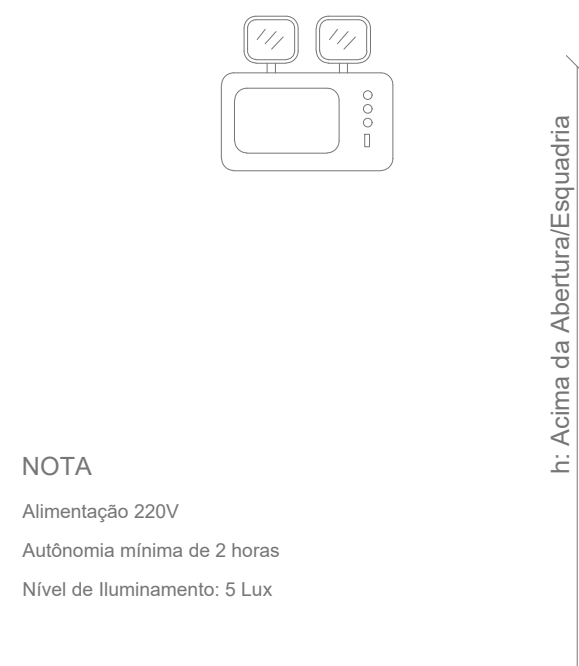 h: Acima da Abertura/Esquadria
NOTA
Alimentação 220V
Autônomia mínima de 2 horas
Nível de Iluminamento: 5 Lux